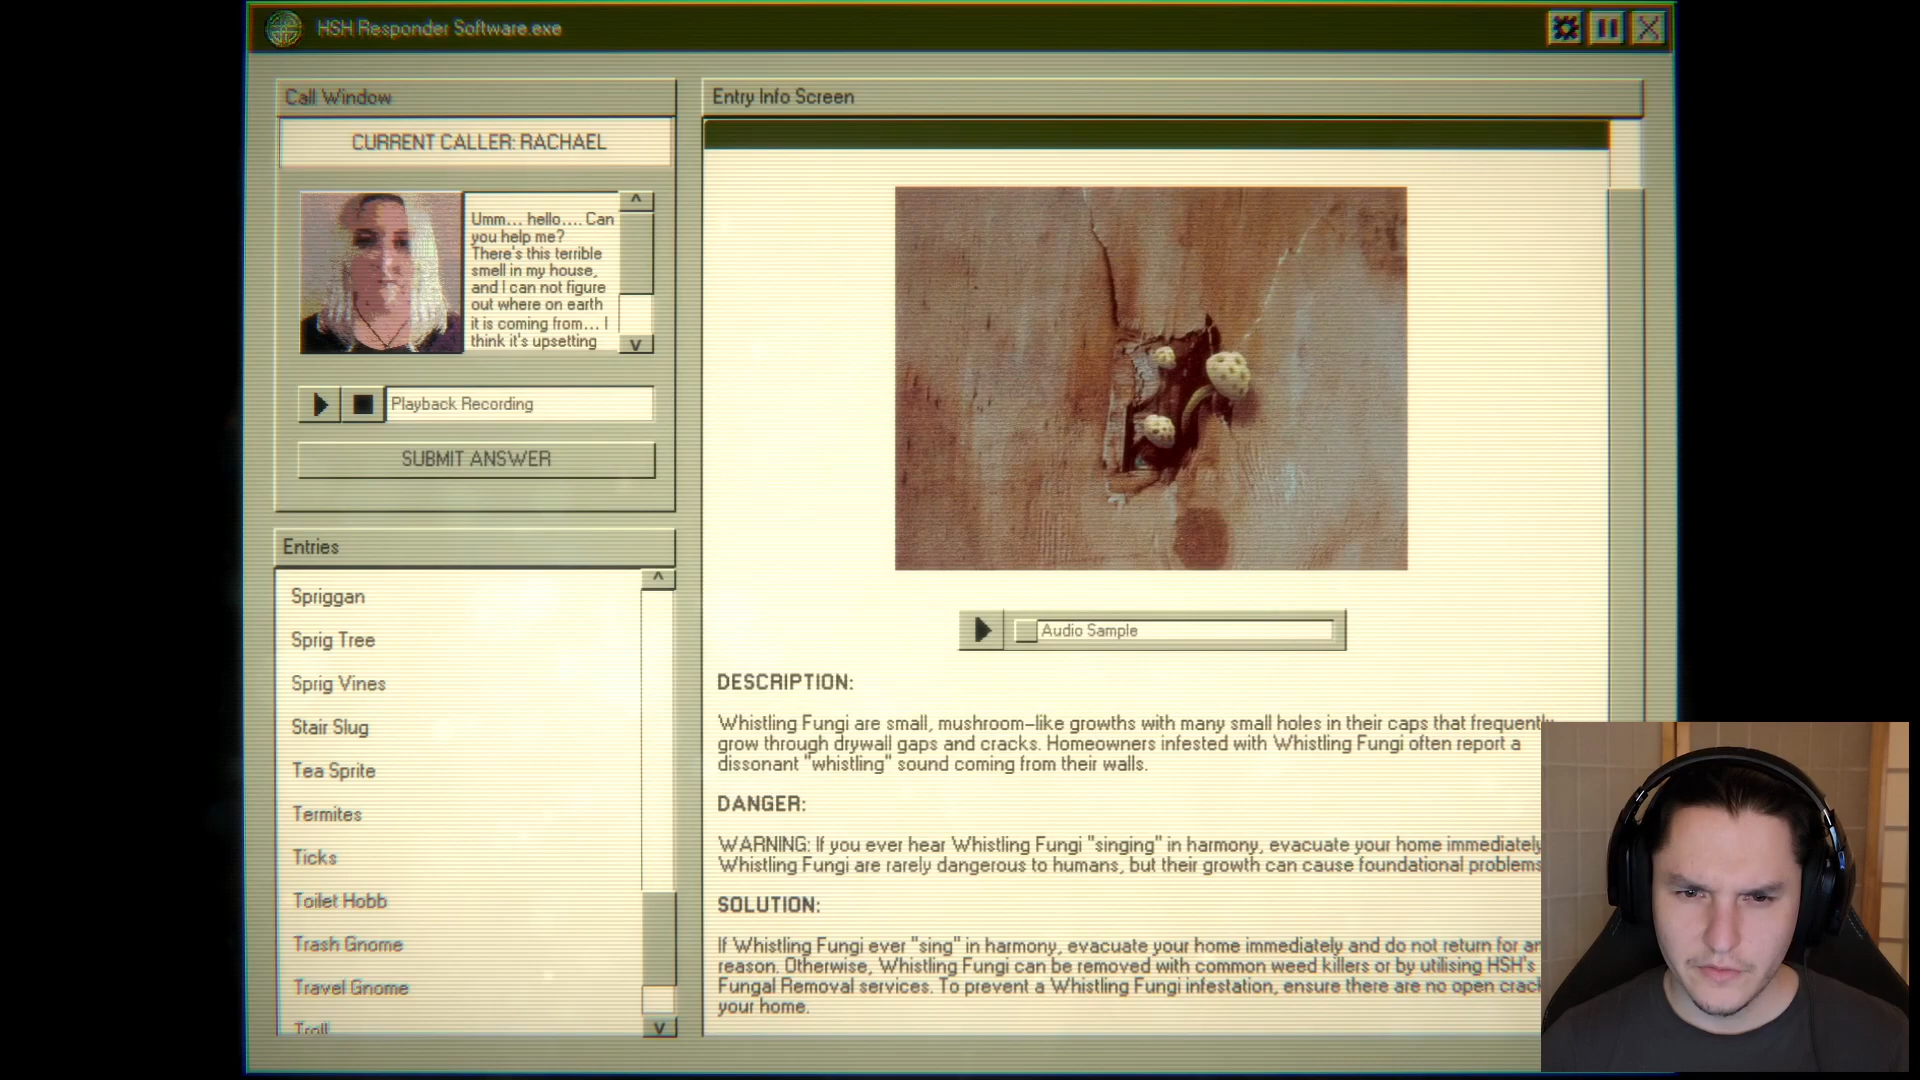 HSH Responder Software.exe
Call Window
CURRENT CALLER: RACHAEL
Umm... hello.... Can
you help me?
There's this terrible
smell in my house,
and I can not figure
out where on earth
it is coming from... I
think it's upsetting
Playback Recording
SUBMIT ANSWER
Entries
Spriggan
Sprig Tree
Sprig Vines
Stair Slug
Tea Sprite
Termites
Ticks
Toilet Hobb
Trash Gnome
Travel Gnome
Troll
Entry Info Screen
Audio Sample
DESCRIPTION:
Whistling Fungi are small, mushroom-like growths with many small holes in their caps that frequently
grow through drywall gaps and cracks. Homeowners infested with Whistling Fungi often report a
dissonant "whistling" sound coming from their walls.
DANGER:
WARNING: If you ever hear Whistling Fungi "singing" in harmony, evacuate your home immediately
Whistling Fungi are rarely dangerous to humans, but their growth can cause foundational problems
SOLUTION:
If Whistling Fungi ever "sing" in harmony, evacuate your home immediately and do not return for
reason. Otherwise, Whistling Fungi can be removed with common weed killers or by utilising HSH's
Fungal Removal services. To prevent a Whistling Fungi infestation, ensure there are no open
your home.